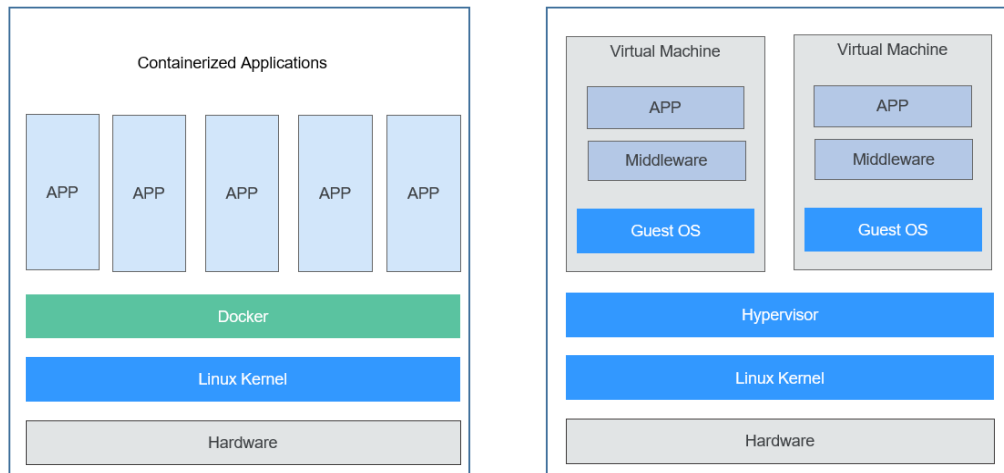 Containerized Applications
APP
APP
APP
APP
APP
Docker
Linux Kernel
Hardware
Virtual Machine
APP
Middleware
Guest OS
Virtual Machine
APP
Middleware
Guest OS
Hypervisor
Linux Kernel
Hardware